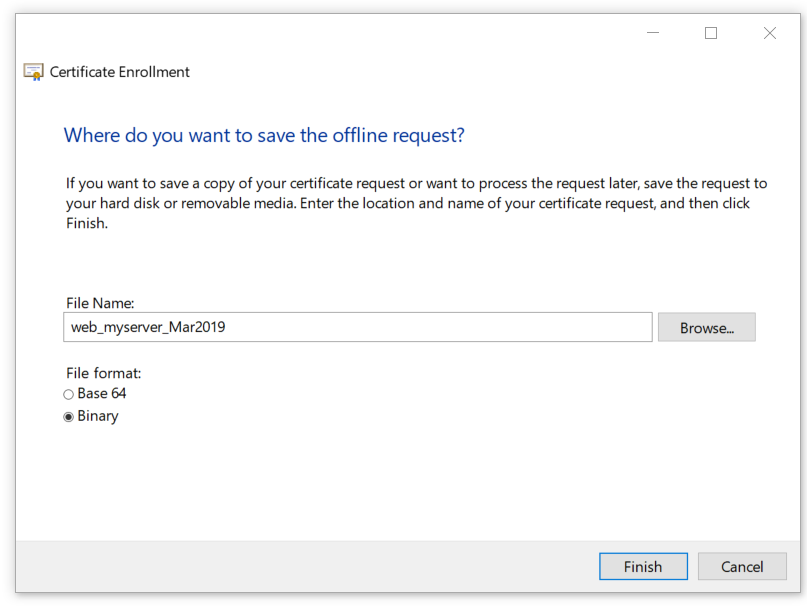 Certificate Enrollment
Where do you want to save the offline request?
If you want to save a copy of your certificate request or want to process the request later, save the request to
your hard disk or removable media. Enter the location and name of your certificate request, and then click
Finish.
File Name:
web_myserver_Mar2019
Browse...
File format:
Base 64
Binary
Finish
Cancel